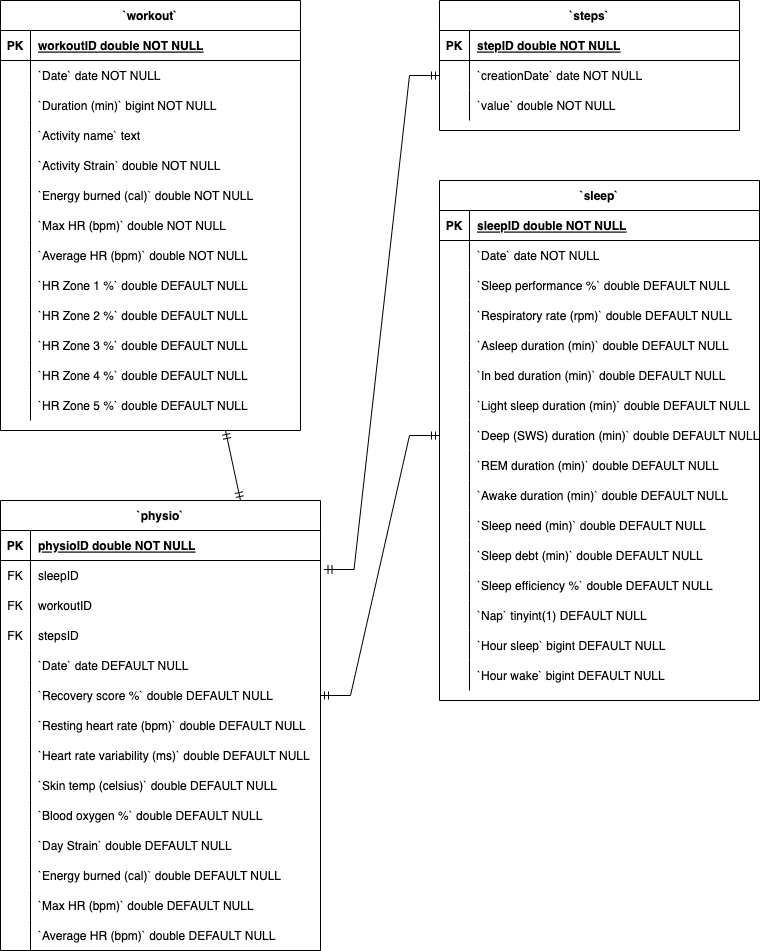 `workout`
PK workoutID double NOT NULL
`Date` date NOT NULL
`Duration (min)` bigint NOT NULL
`Activity name` text
`Activity Strain` double NOT NULL
`Energy burned (cal)` double NOT NULL
`Max HR (bpm)` double NOT NULL
`Average HR (bpm)` double NOT NULL
`HR Zone 1 %` double DEFAULT NULL
`HR Zone 2 %` double DEFAULT NULL
`HR Zone 3 %` double DEFAULT NULL
`HR Zone 4 %` double DEFAULT NULL
`HR Zone 5 %` double DEFAULT NULL
`steps`
PK stepID double NOT NULL
`creationDate` date NOT NULL
`value` double NOT NULL
`sleep`
PK sleepID double NOT NULL
`Date` date NOT NULL
`Sleep performance %` double DEFAULT NULL
`Respiratory rate (rpm)` double DEFAULT NULL
`Asleep duration (min)` double DEFAULT NULL
`In bed duration (min)` double DEFAULT NULL
`Light sleep duration (min)` double DEFAULT NULL
`Deep (SWS) duration (min)` double DEFAULT NULL
`REM duration (min)` double DEFAULT NULL
`Awake duration (min)` double DEFAULT NULL
`Sleep need (min)` double DEFAULT NULL
`Sleep debt (min)` double DEFAULT NULL
`Sleep efficiency %` double DEFAULT NULL
`Nap` tinyint(1) DEFAULT NULL
`Hour sleep` bigint DEFAULT NULL
`Hour wake` bigint DEFAULT NULL
`physio`
PK physioID double NOT NULL
FK sleepID
FK workoutID
FK stepsID
`Date` date DEFAULT NULL
`Recovery score %` double DEFAULT NULL
`Resting heart rate (bpm)` double DEFAULT NULL
`Heart rate variability (ms)` double DEFAULT NULL
`Skin temp (celsius)` double DEFAULT NULL
`Blood oxygen %` double DEFAULT NULL
`Day Strain` double DEFAULT NULL
`Energy burned (cal)` double DEFAULT NULL
`Max HR (bpm)` double DEFAULT NULL
`Average HR (bpm)` double DEFAULT NULL